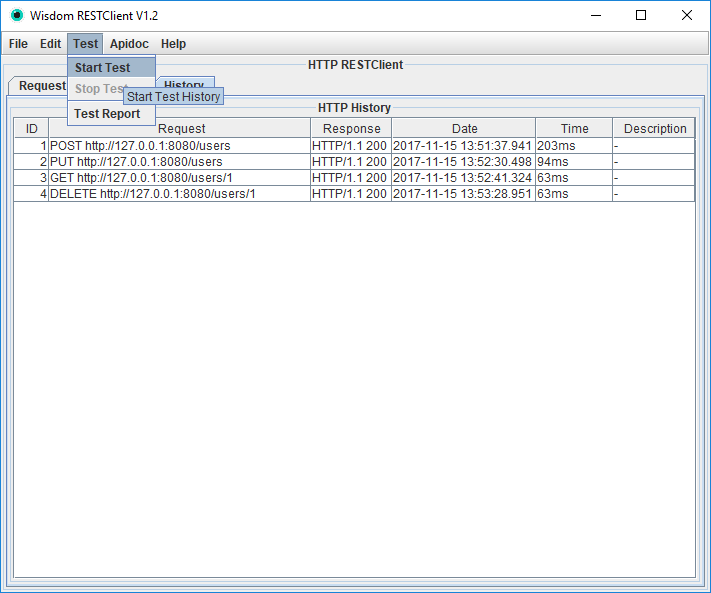 Wisdom RESTClient V1.2
File Edit Test Apidoc Help
Start Test
HTTP RESTClient
Request
History
Stop Test
Start Test History
Test Report
HTTP History
ID Request Response Date Time Description
1 POST http://127.0.0.1:8080/users HTTP/1.1 200 2017-11-15 13:51:37.941 203ms -
2 PUT http://127.0.0.1:8080/users HTTP/1.1 200 2017-11-15 13:52:30.498 94ms -
3 GET http://127.0.0.1:8080/users/1 HTTP/1.1 200 2017-11-15 13:52:41.324 63ms -
4 DELETE http://127.0.0.1:8080/users/1 HTTP/1.1 200 2017-11-15 13:53:28.951 63ms -